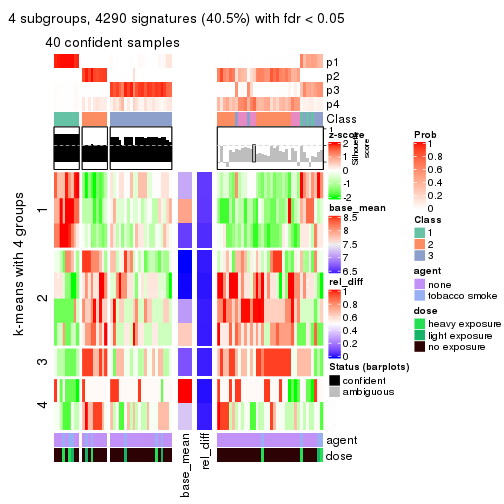 4 subgroups, 4290 signatures (40.5%) with fdr < 0.05
40 confident samples
p1
p2
p3
p4
Class
1
Silhouette score
z-score
2
1
0
-1
-2
base_mean
8.5
7.5
6.5
rel_diff
1
0.8
0.6
0.4
0.2
0
Status (barplots)
confident
ambiguous
Prob
1
0.8
0.6
0.4
0.2
0
Class
1
2
3
agent
none
tobacco smoke
dose
heavy exposure
light exposure
no exposure
k-means with 4 groups
1
2
3
4
agent
dose
base_mean
rel_diff